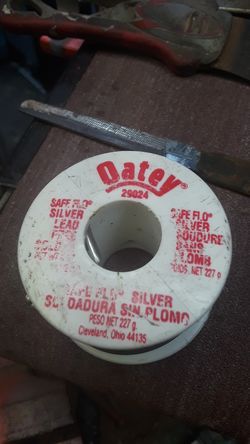 Oatey®
29024
SAFE FLO®
SILVER
LEAD
FREE
SAFE FLO®
SILVER
SOUDURE
SANS
PLOMB
POIDS. NET 227 g
SAFE FLO® SILVER
SOLDADURA SIN PLOMO
PESO NET 227 g.
Cleveland, Ohio 44135